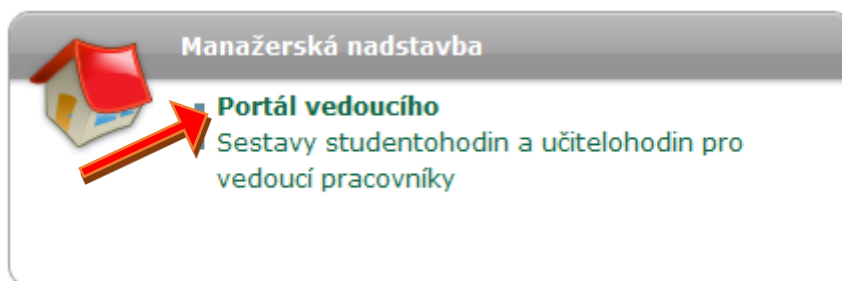 Manažerská nadstavba
Portál vedoucího
Sestavy studentohodin a učitelohodin pro
vedoucí pracovníky